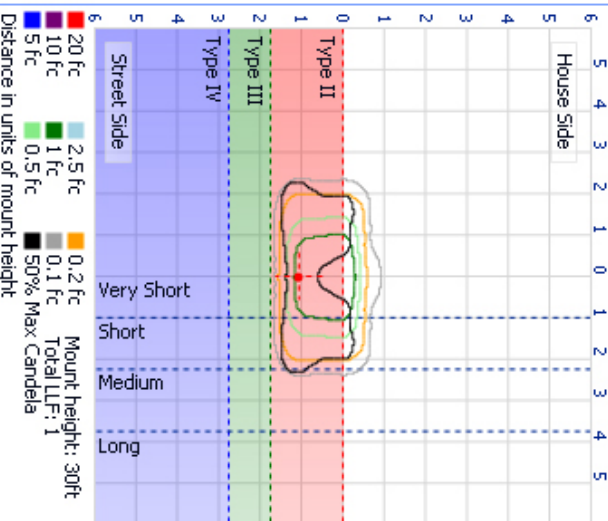 5 4 3 2 1 0 1 2 3 4 5
6 5 4 3 2 1 0 1 2 3 4 5 6
House Side
Type II
Type III
Type IV
Street Side
Very Short
Short
Medium
Long
20 fc 2.5 fc 0.2 fc Mount height: 30ft
10 fc 1 fc 0.1 fc Total LLF: 1
5 fc 0.5 fc 50% Max Candela
Distance in units of mount height